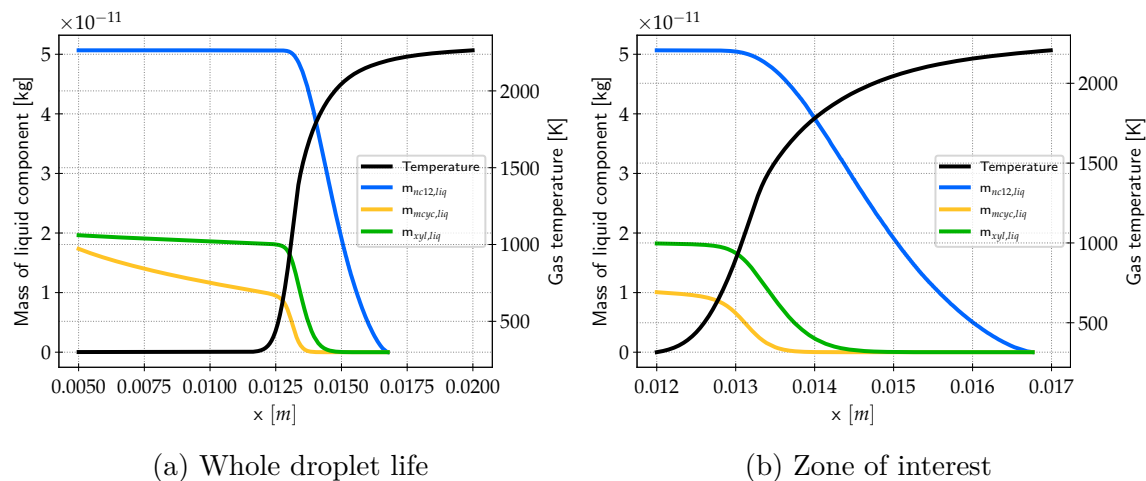 ×10−11
5
4
3
2
1
0
Mass of liquid component [kg]
2000
1500
1000
500
Gas temperature [K]
Temperature
m_nc12,liq
m_mcyc,liq
m_xyl,liq
0.0050 0.0075 0.0100 0.0125 0.0150 0.0175 0.0200
x [m]
(a) Whole droplet life
×10−11
5
4
3
2
1
0
Mass of liquid component [kg]
2000
1500
1000
500
Gas temperature [K]
Temperature
m_nc12,liq
m_mcyc,liq
m_xyl,liq
0.012 0.013 0.014 0.015 0.016 0.017
x [m]
(b) Zone of interest